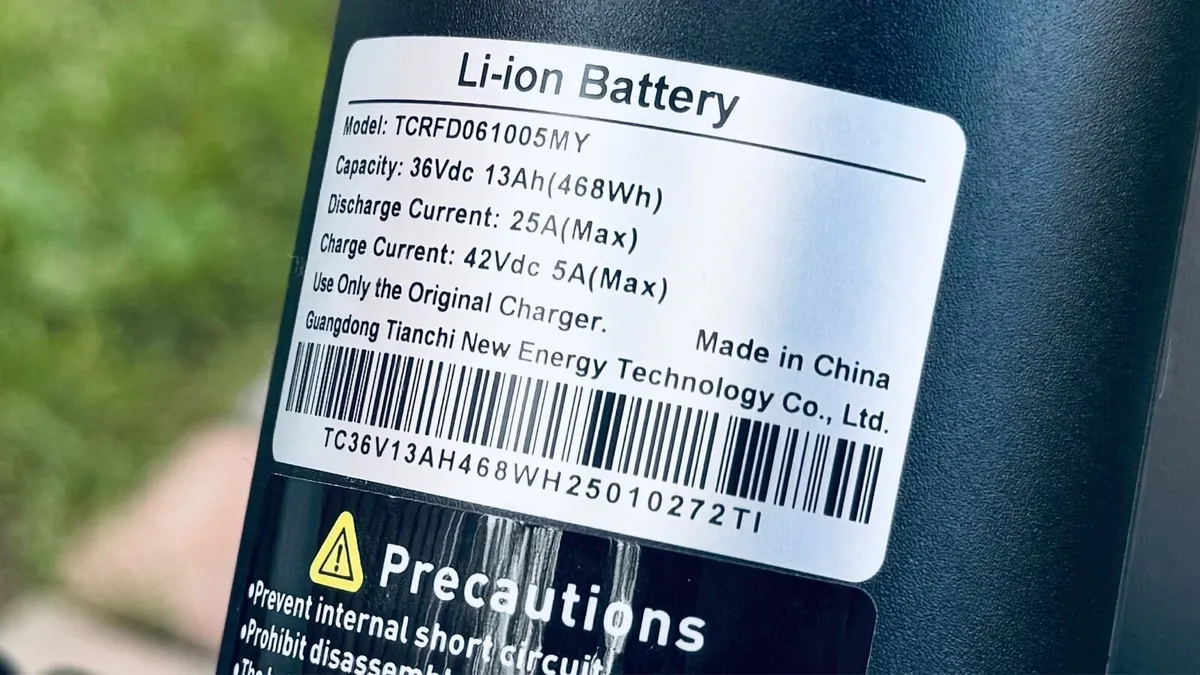 Li-ion Battery
Model: TCRFD061005MY
Capacity: 36Vdc 13Ah(468Wh)
Discharge Current: 25A(Max)
Charge Current: 42Vdc 5A(Max)
Use Only the Original Charger.
Made in China
Guangdong Tianchi New Energy Technology Co., Ltd.
TC36V13AH468WH25010272TI
Precautions
•Prevent internal short circuit
•Prohibit
•The